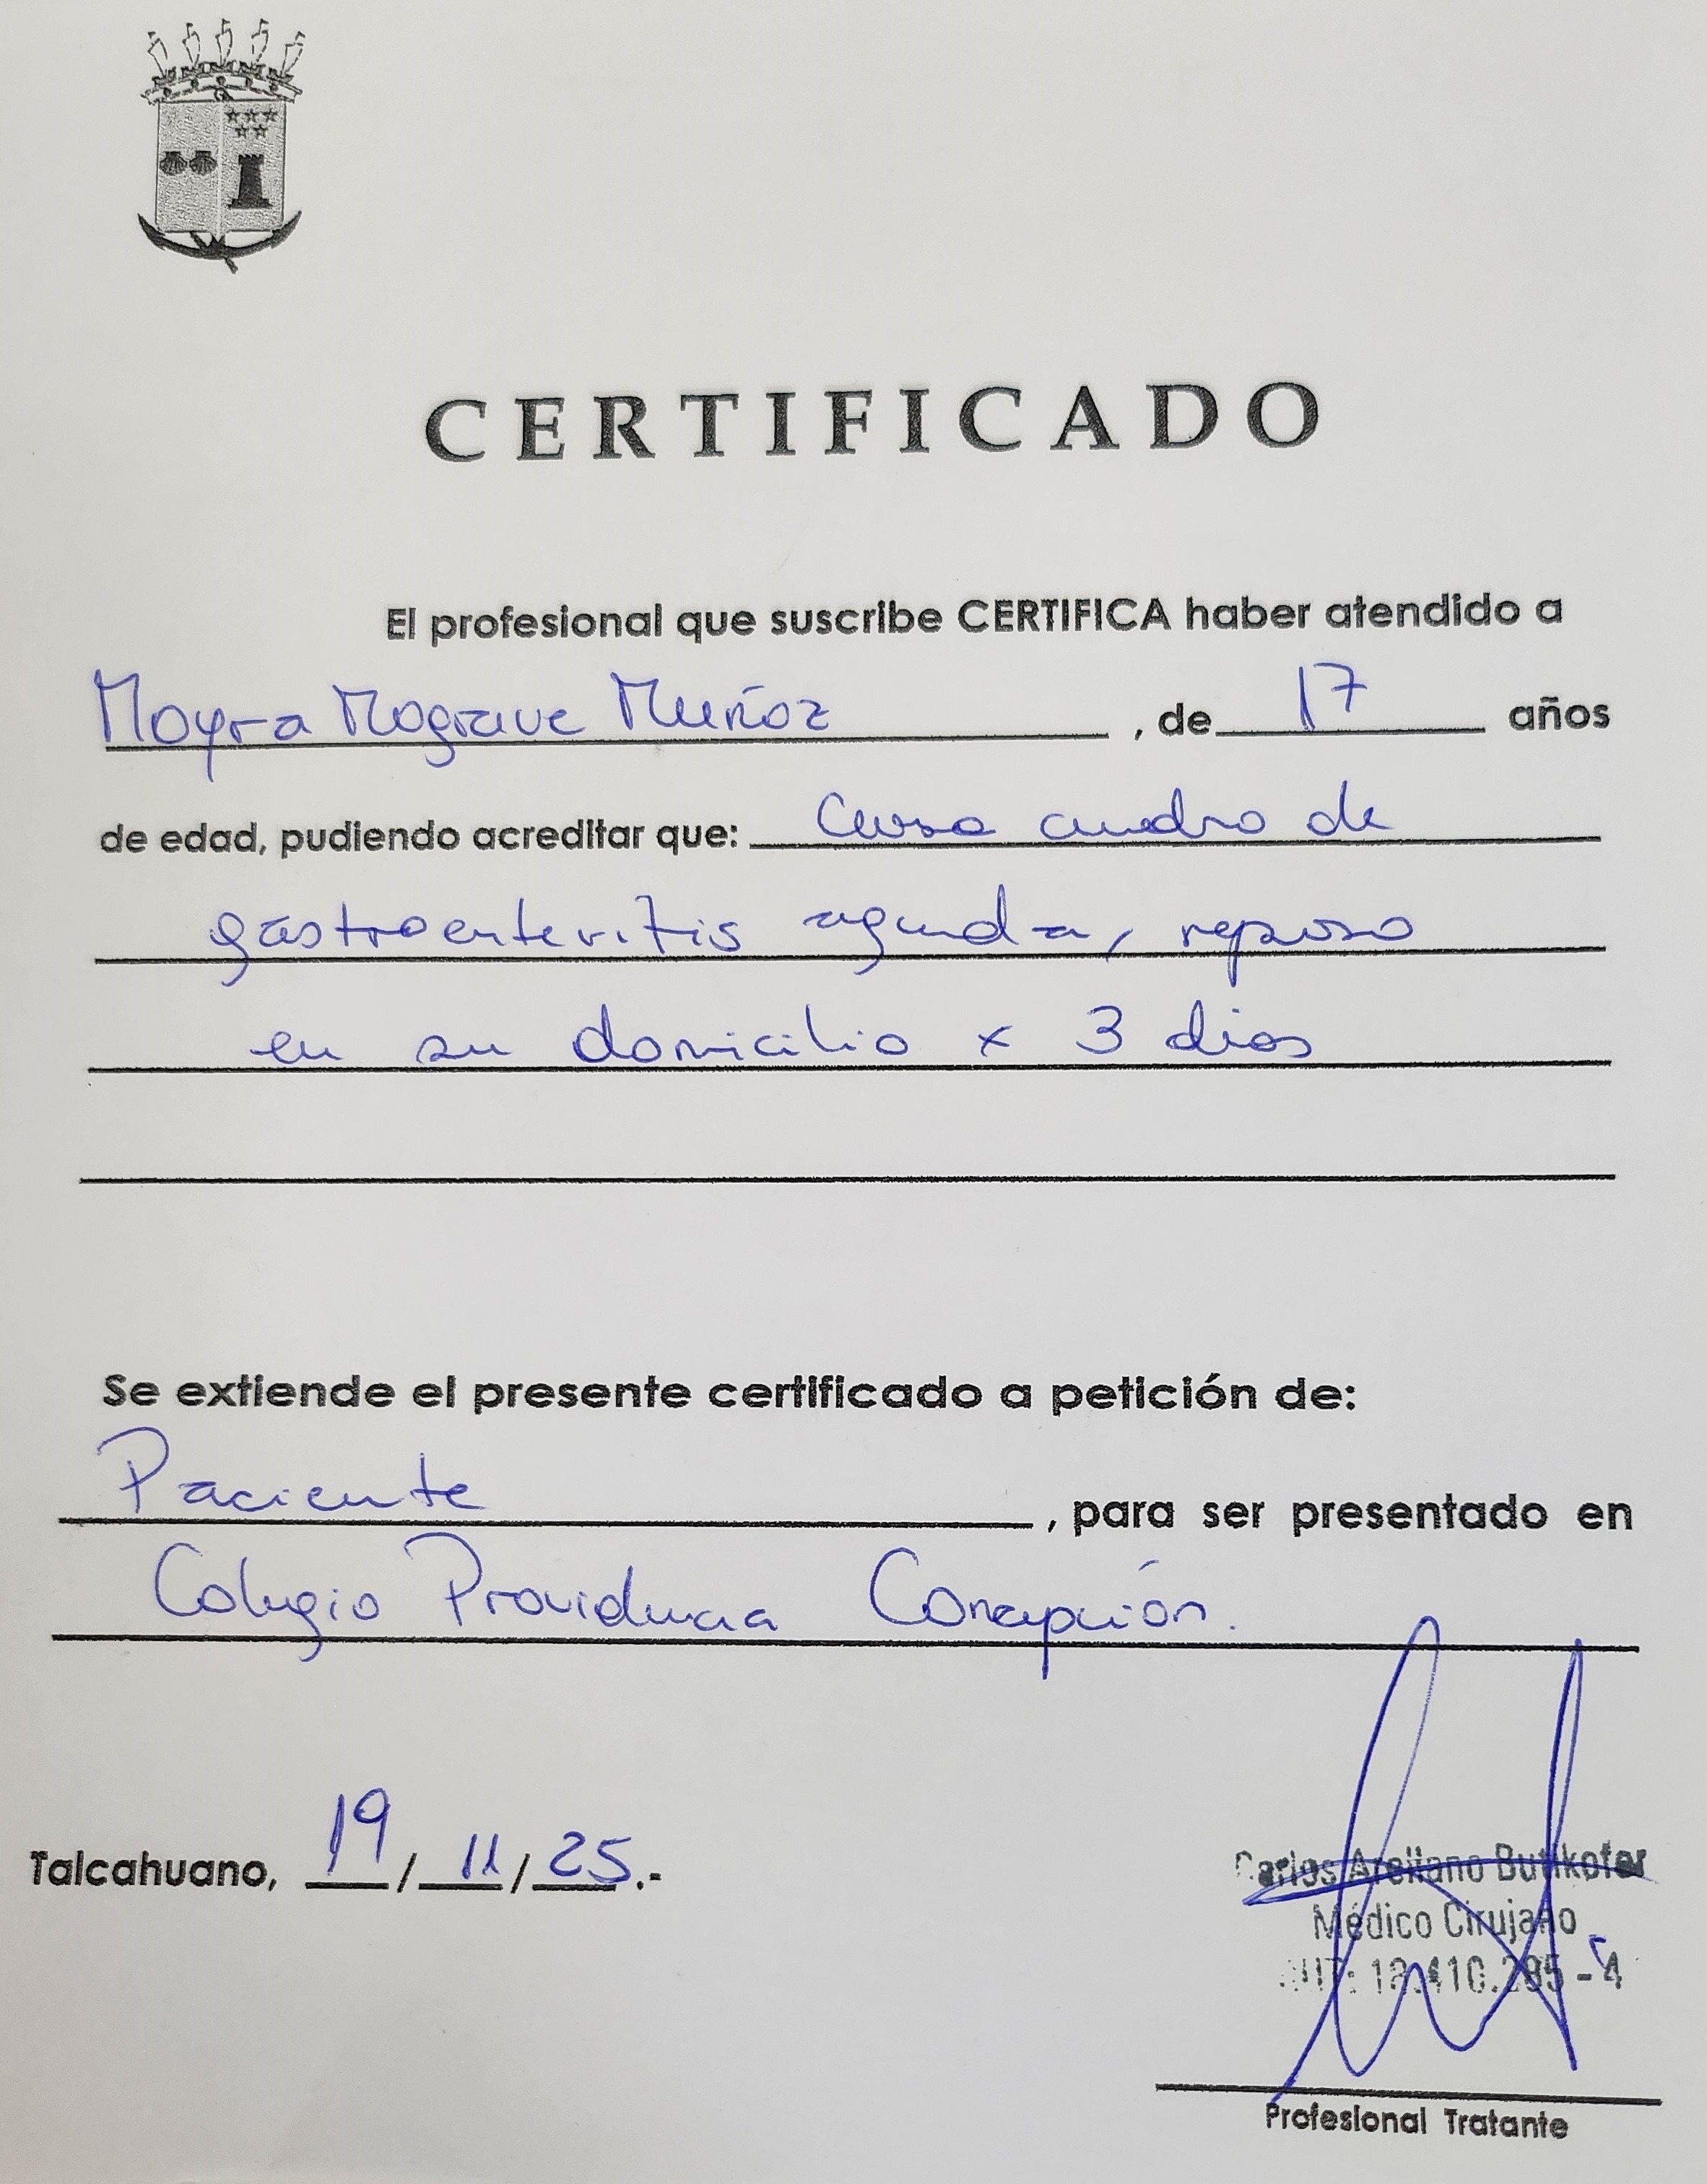 CERTIFICADO
El profesional que suscribe CERTIFICA haber atendido a
Moyra Mograve Muñoz, de 17 años
de edad, pudiendo acreditar que: Cursa cuadro de
gastroenteritis aguda, reposo
en su domicilio x 3 dias
Se extiende el presente certificado a petición de:
Paciente, para ser presentado en
Colegio Providencia Concepción.
Talcahuano, 19/11/25.-
Carlos Arellano
Médico Cirujano
Profesional Tratante